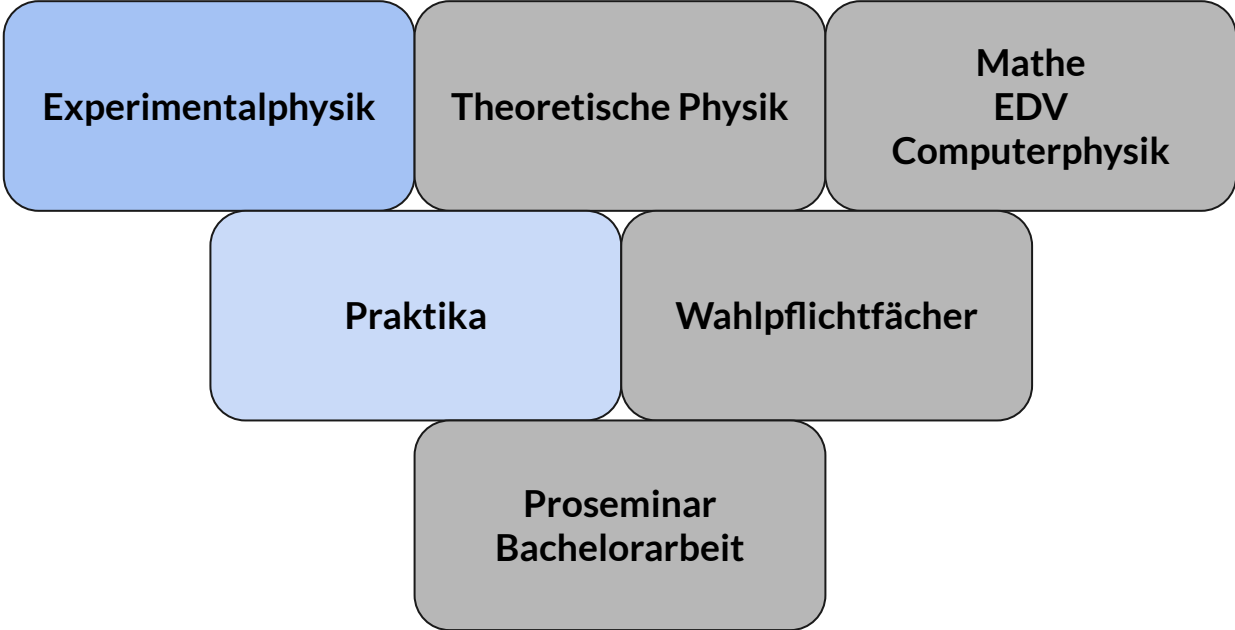 Experimentalphysik
Theoretische Physik
Mathe
EDV
Computerphysik
Praktika
Wahlpflichtfächer
Proseminar
Bachelorarbeit